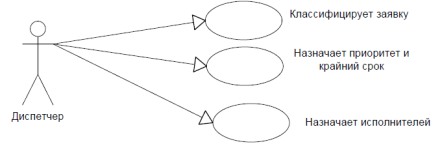 Классифицирует заявку
Назначает приоритет и
крайний срок
Диспетчер
Назначает исполнителей